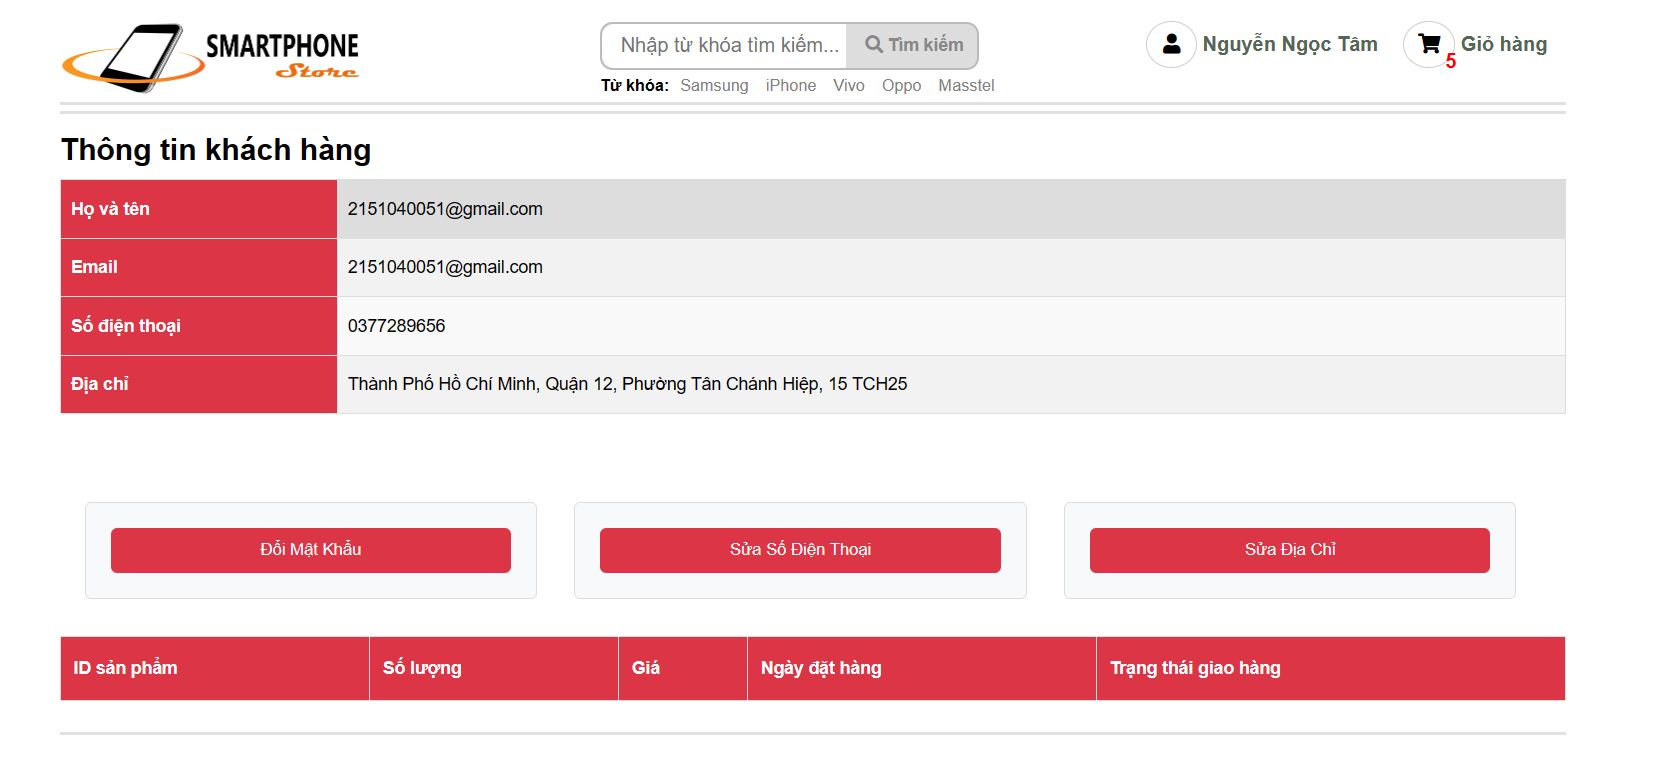 SMARTPHONE
Store
Nhập từ khóa tìm kiếm...
Tìm kiếm
Nguyễn Ngọc Tâm
5
Giỏ hàng
Từ khóa: Samsung iPhone Vivo Oppo Masstel
Thông tin khách hàng
Họ và tên 2151040051@gmail.com
Email 2151040051@gmail.com
Số điện thoại 0377289656
Địa chỉ Thành Phố Hồ Chí Minh, Quận 12, Phường Tân Chánh Hiệp, 15 TCH25
Đổi Mật Khẩu
Sửa Số Điện Thoại
Sửa Địa Chỉ
ID sản phẩm Số lượng Giá Ngày đặt hàng Trạng thái giao hàng